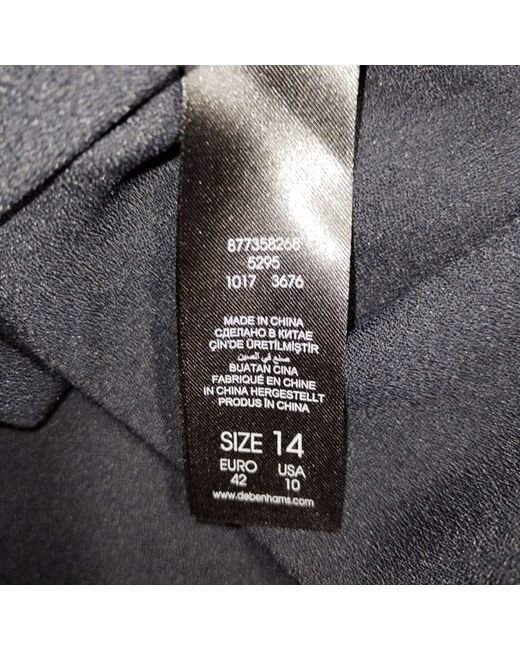 877358268
5295
1017 3676
MADE IN CHINA
СДЕЛАНО В КИТАЕ
ÇİN'DE ÜRETİLMİŞTİR
صنع في الصين
BUATAN CINA
FABRIQUÉ EN CHINE
IN CHINA HERGESTELLT
PRODUS ÎN CHINA
SIZE 14
EURO USA
42 10
www.debenhams.com